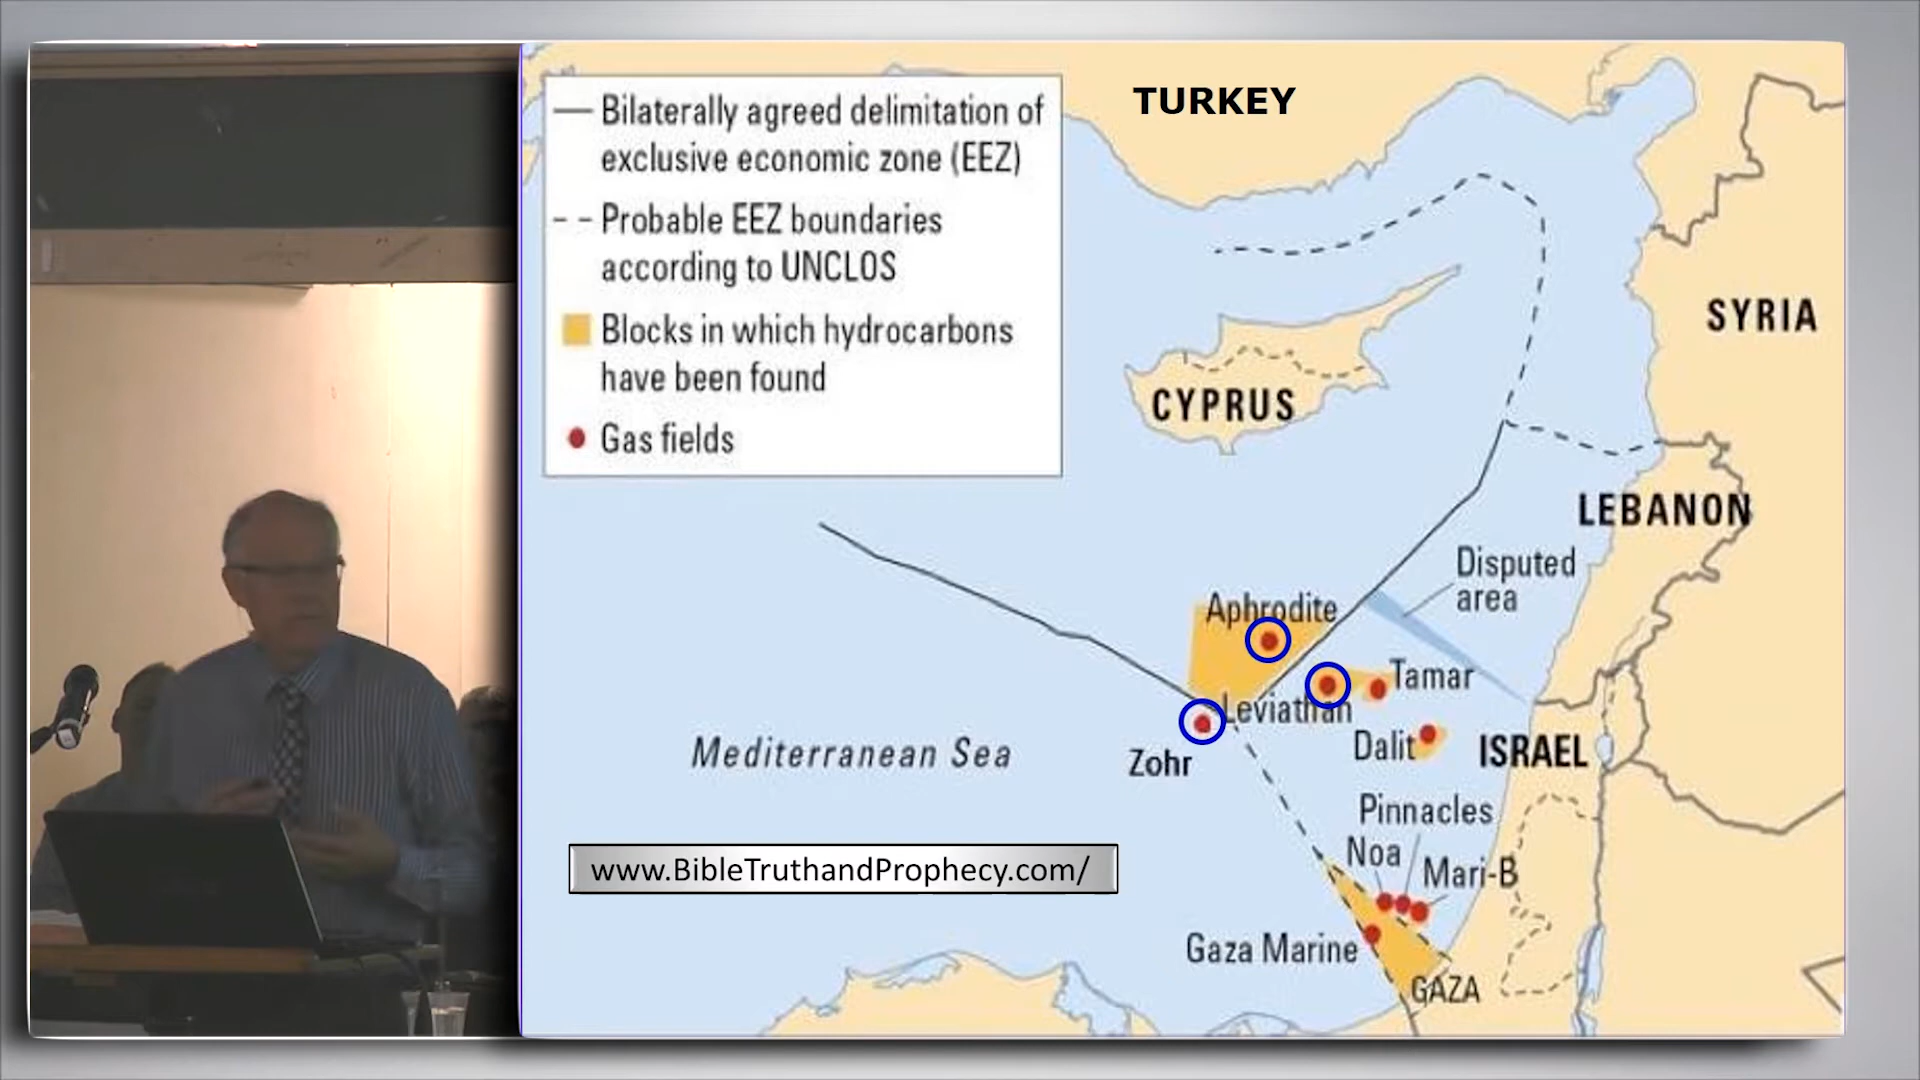 Bilaterally agreed delimitation of
exclusive economic zone (EEZ)
Probable EEZ boundaries
according to UNCLOS
Blocks in which hydrocarbons
have been found
Gas fields
TURKEY
SYRIA
CYPRUS
LEBANON
Disputed
area
Aphrodite
Tamar
Leviathan
Dalit
ISRAEL
Zohr
Mediterranean Sea
Pinnacles
Noa
Mari-B
www.BibleTruthandProphecy.com/
Gaza Marine
GAZA